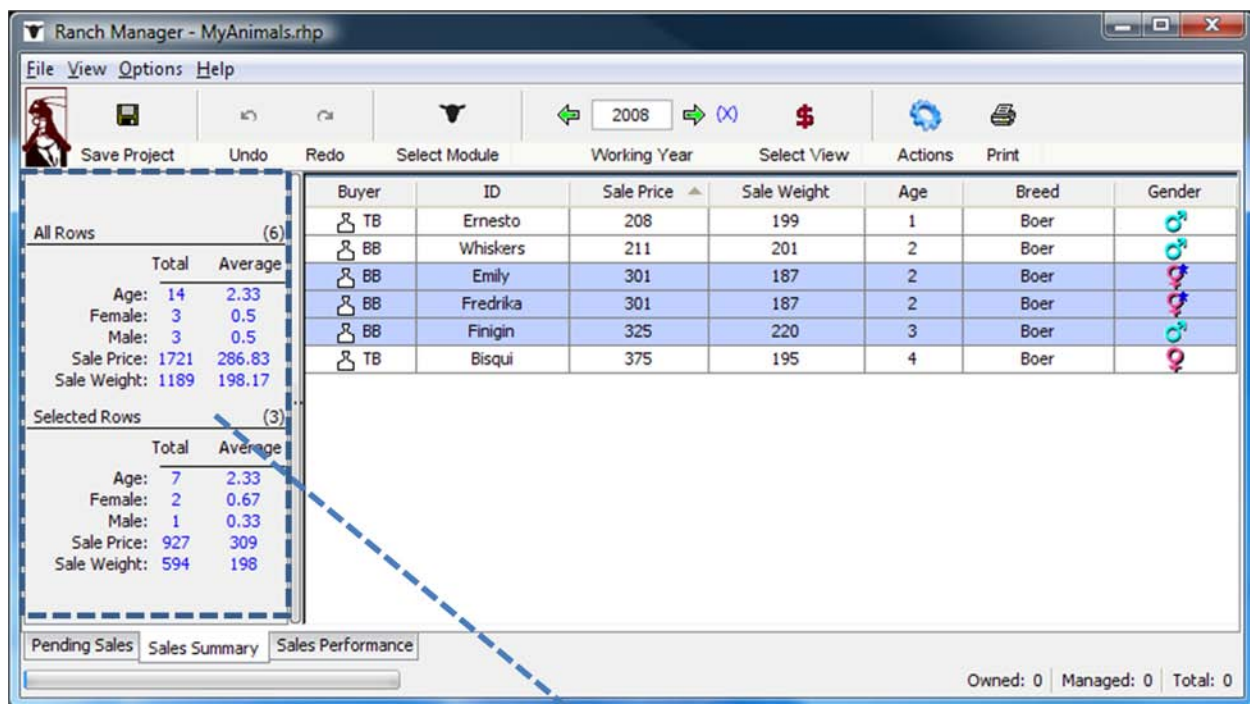 Ranch Manager - MyAnimals.rhp
File View Options Help
2008 (X) $
Save Project Undo Redo Select Module Working Year Select View Actions Print
All Rows (6)
Total Average
Age: 14 2.33
Female: 3 0.5
Male: 3 0.5
Sale Price: 1721 286.83
Sale Weight: 1189 198.17
Selected Rows (3)
Total Average
Age: 7 2.33
Female: 2 0.67
Male: 1 0.33
Sale Price: 927 309
Sale Weight: 594 198
Buyer ID Sale Price Sale Weight Age Breed Gender
TB Ernesto 208 199 1 Boer
BB Whiskers 211 201 2 Boer
BB Emily 301 187 2 Boer
BB Fredrika 301 187 2 Boer
BB Finigin 325 220 3 Boer
TB Bisqui 375 195 4 Boer
Pending Sales Sales Summary Sales Performance
Owned: 0 Managed: 0 Total: 0